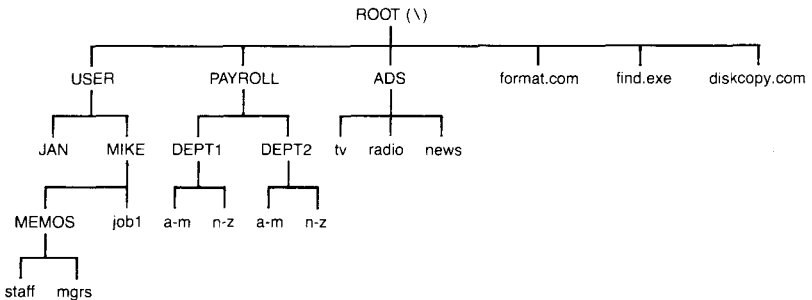 ROOT (\)
USER PAYROLL ADS format.com find.exe diskcopy.com
JAN MIKE DEPT1 DEPT2 tv radio news
MEMOS job1 a-m n-z a-m n-z
staff mgrs